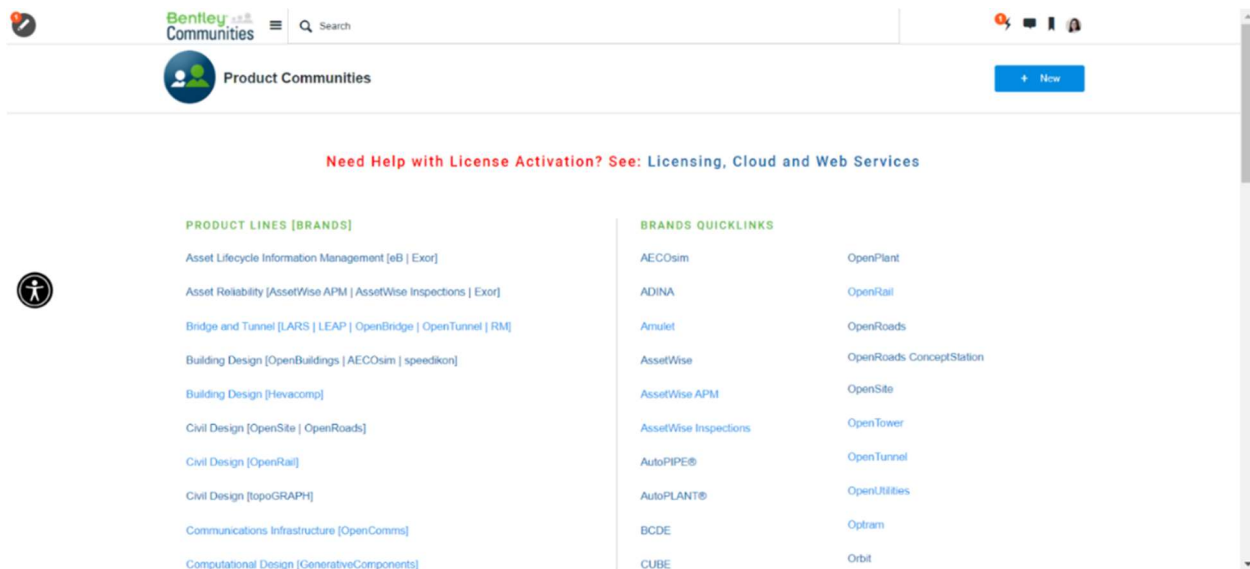 1
Bentley
Communities
Search
1
Product Communities
+ New
Need Help with License Activation? See: Licensing, Cloud and Web Services
PRODUCT LINES [BRANDS]
Asset Lifecycle Information Management [eB | Exor]
Asset Reliability [AssetWise APM | AssetWise Inspections | Exor]
Bridge and Tunnel [LARS | LEAP | OpenBridge | OpenTunnel | RM]
Building Design [OpenBuildings | AECOsim | speedikon]
Building Design [Hevacomp]
Civil Design [OpenSite | OpenRoads]
Civil Design [OpenRail]
Civil Design [topoGRAPH]
Communications Infrastructure [OpenComms]
Computational Design [GenerativeComponents]
BRANDS QUICKLINKS
AECOsim
ADINA
Amulet
AssetWise
AssetWise APM
AssetWise Inspections
AutoPIPE®
AutoPLANT®
BCDE
CUBE
OpenPlant
OpenRail
OpenRoads
OpenRoads ConceptStation
OpenSite
OpenTower
OpenTunnel
OpenUtilities
Optram
Orbit